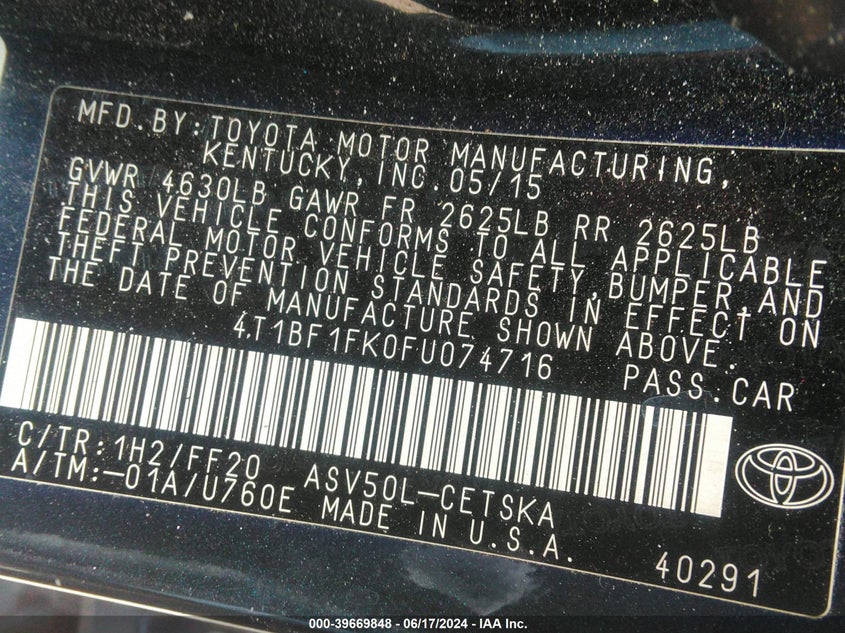 MFD.BY:TOYOTA MOTOR MANUFACTURING,
KENTUCKY,INC.05/15
GVWR 4630LB GAWR FR 2625LB RR 2625LB
THIS VEHICLE CONFORMS TO ALL APPLICABLE
FEDERAL MOTOR VEHICLE SAFETY,BUMPER,AND
THEFT PREVENTION STANDARDS IN EFFECT ON
THE DATE OF MANUFACTURE SHOWN ABOVE.
4T1BF1FK0FU074716 PASS.CAR
C/TR:1H2/FF20 ASV50L-CETSKA
A/TM:-01A/U760E MADE IN U.S.A.
40291
000-39669848 / 06/17/2024 - IAA Inc.